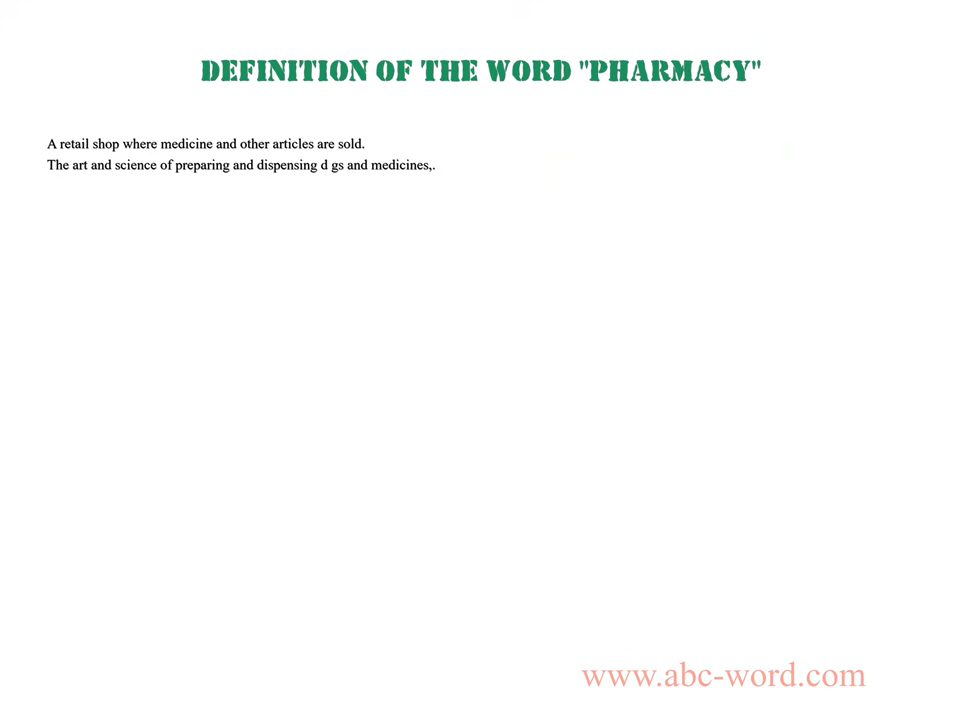 DEFINITION OF THE WORD "PHARMACY"
A retail shop where medicine and other articles are sold.
The art and science of preparing and dispensing d gs and medicines,.
www.abc-word.com